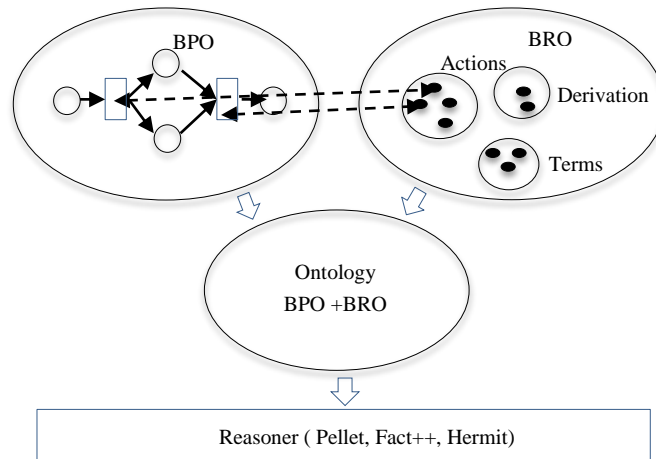 BPO
BRO
Actions
Derivation
Terms
Ontology
BPO +BRO
Reasoner ( Pellet, Fact++, Hermit)